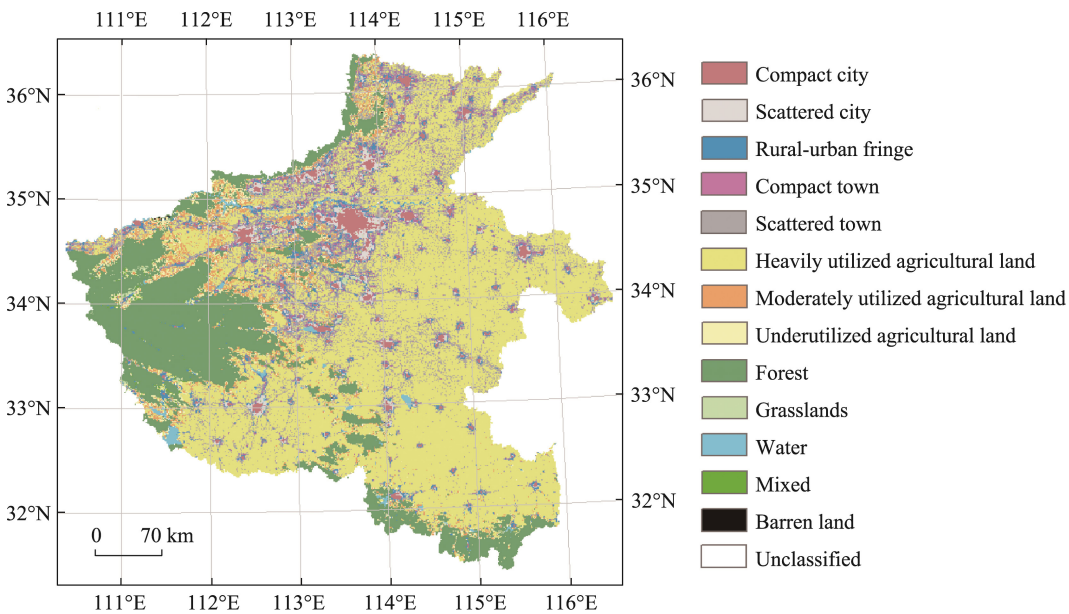 111°E 112°E 113°E 114°E 115°E 116°E
36°N
35°N
34°N
33°N
32°N
36°N
35°N
34°N
33°N
32°N
0 70 km
111°E 112°E 113°E 114°E 115°E 116°E
Compact city
Scattered city
Rural-urban fringe
Compact town
Scattered town
Heavily utilized agricultural land
Moderately utilized agricultural land
Underutilized agricultural land
Forest
Grasslands
Water
Mixed
Barren land
Unclassified